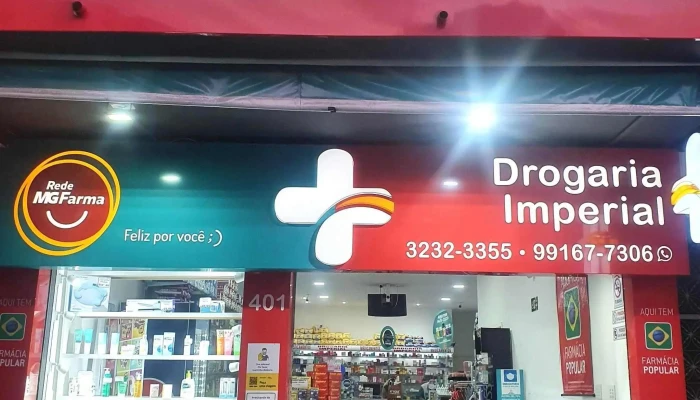 Rede
MGFarma
Feliz por você ;)
Drogaria
Imperial
3232-3355 • 99167-7306
401
AQUI TEM
FARMÁCIA
POPULAR
AQUI TEM
FARMÁCIA
POPULAR
FARMÁCIA
POPULAR